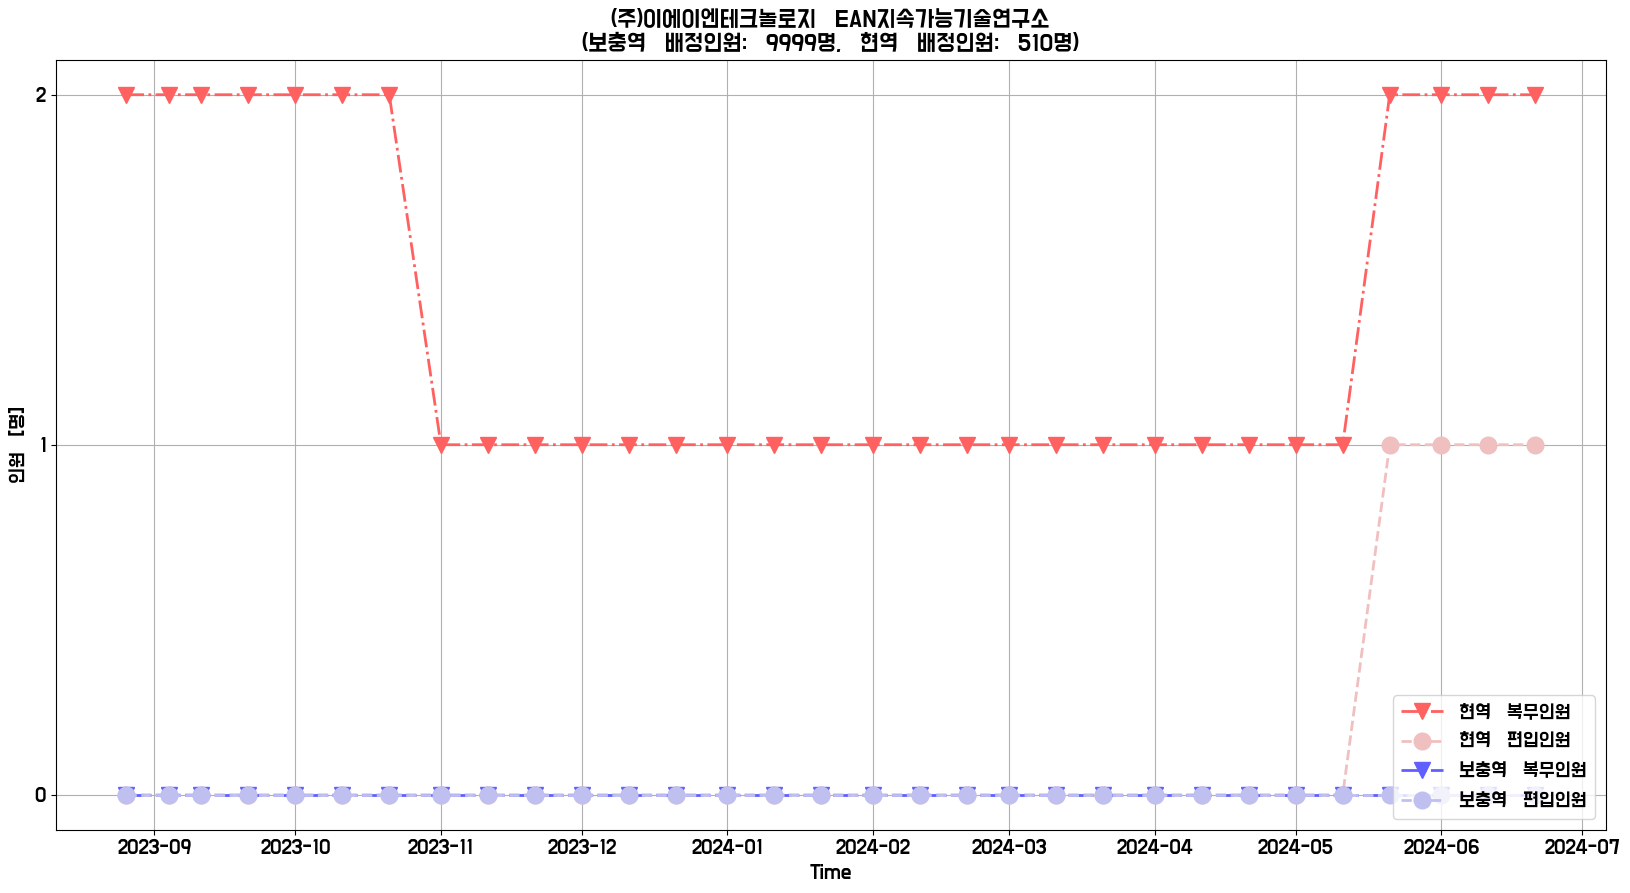 (주)이에이엔테크놀로지 EAN지속가능기술연구소
(보충역 배정인원: 9999명, 현역 배정인원: 510명)
2
1
0
인원 [명]
현역 복무인원
현역 편입인원
보충역 복무인원
보충역 편입인원
2023-09 2023-10 2023-11 2023-12 2024-01 2024-02 2024-03 2024-04 2024-05 2024-06 2024-07
Time